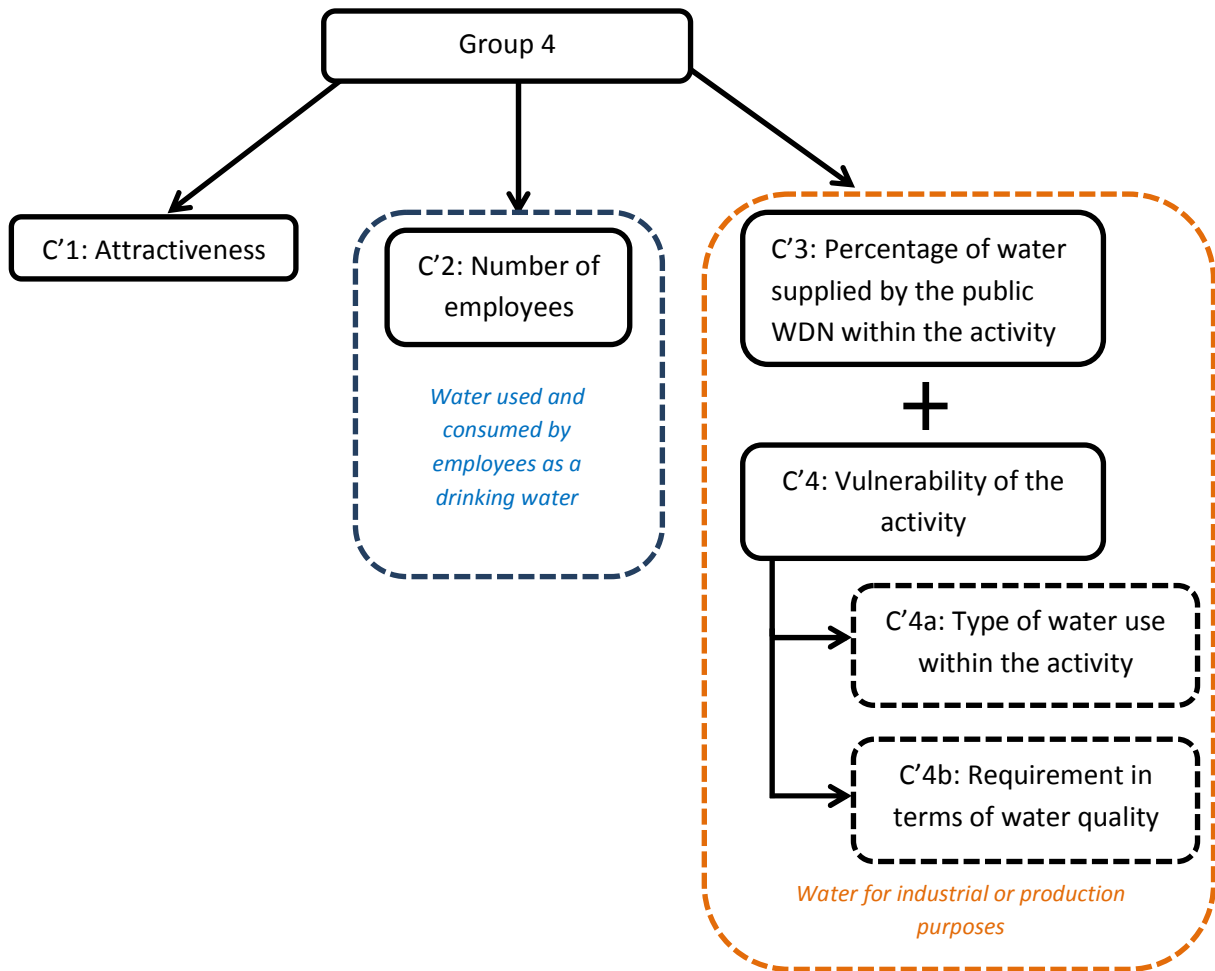 Group 4
C’1: Attractiveness
C’2: Number of
employees
Water used and
consumed by
employees as a
drinking water
C’3: Percentage of water
supplied by the public
WDN within the activity
+
C’4: Vulnerability of the
activity
C’4a: Type of water use
within the activity
C’4b: Requirement in
terms of water quality
Water for industrial or production
purposes